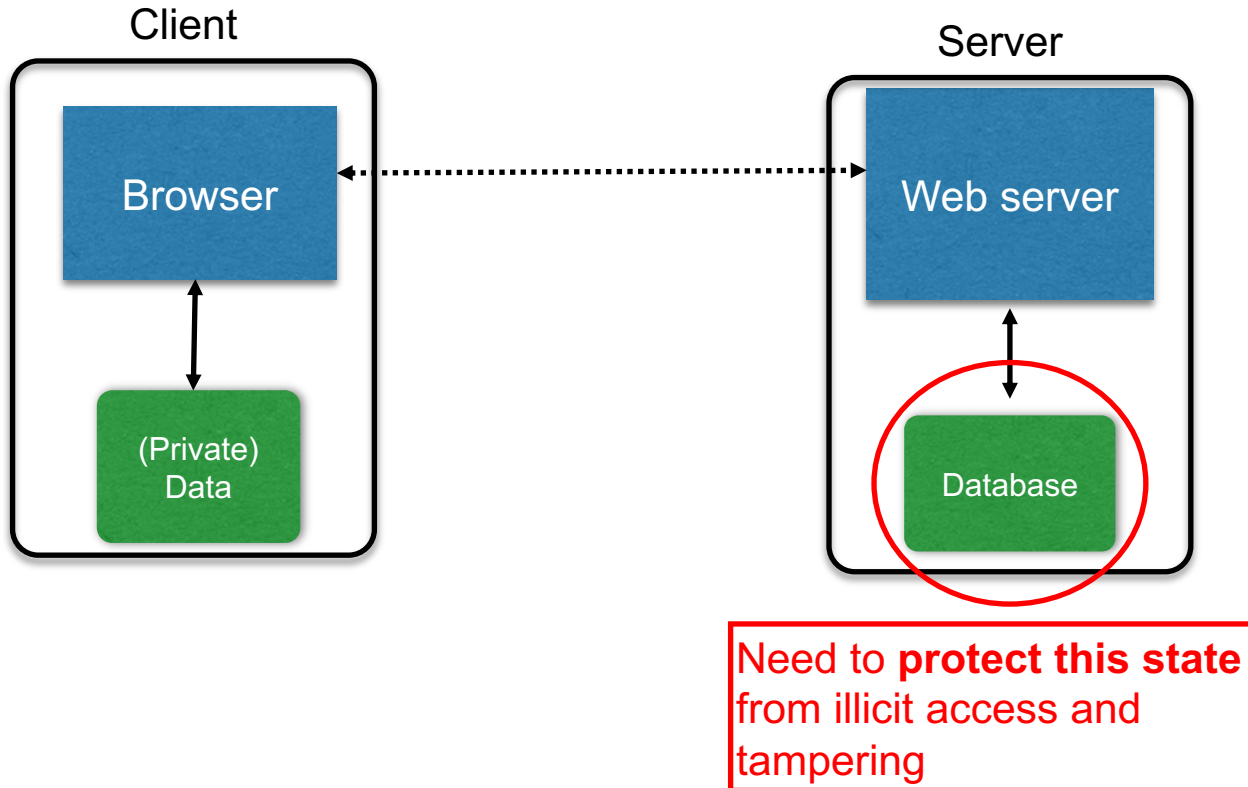 Client
Server
Browser
Web server
(Private)
Data
Database
Need to protect this state
from illicit access and
tampering